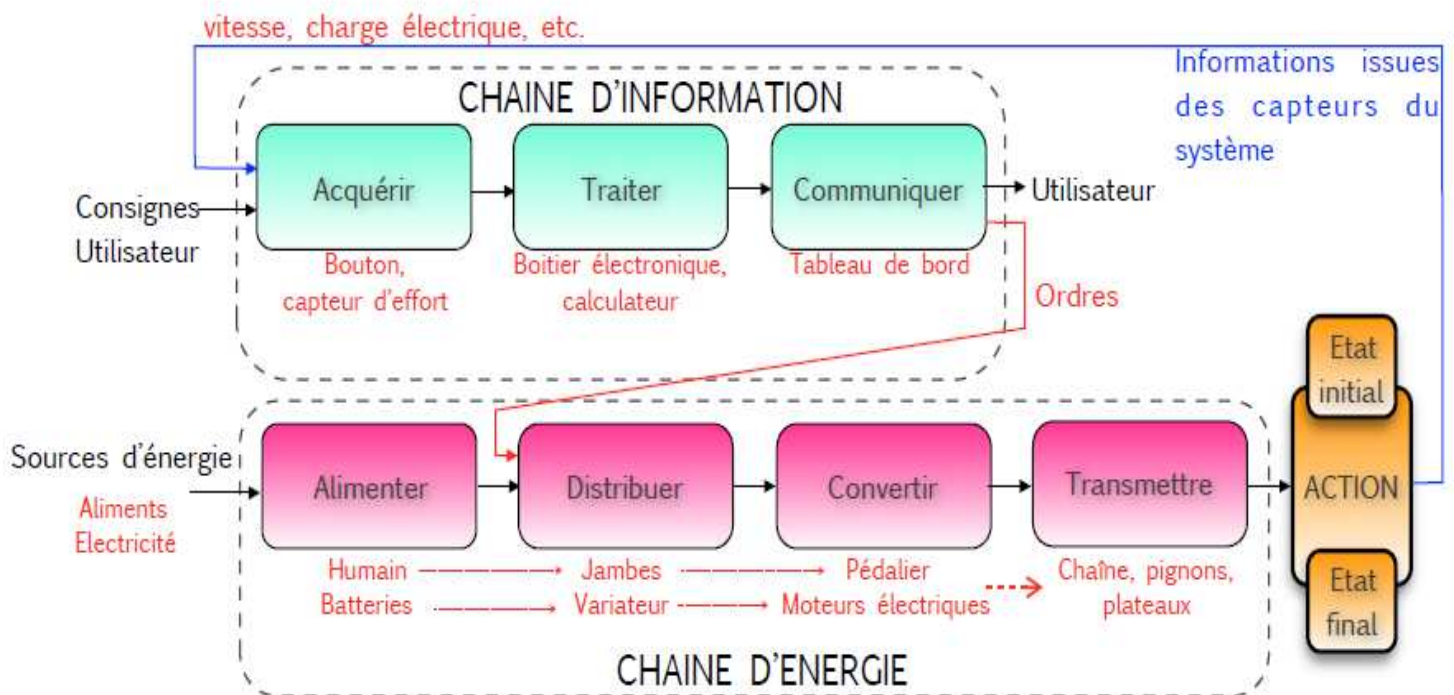 vitesse, charge électrique, etc.
Informations issues
des capteurs du
système
CHAINE D'INFORMATION
Acquérir
Traiter
Communiquer
Utilisateur
Consignes
Utilisateur
Bouton,
capteur d'effort
Boitier électronique,
calculateur
Tableau de bord
Ordres
Etat
initial
ACTION
Etat
final
Sources d'énergie
Aliments
Electricité
Alimenter
Distribuer
Convertir
Transmettre
Humain
Jambes
Pédalier
Chaîne, pignons,
plateaux
Batteries
Variateur
Moteurs électriques
CHAINE D'ENERGIE